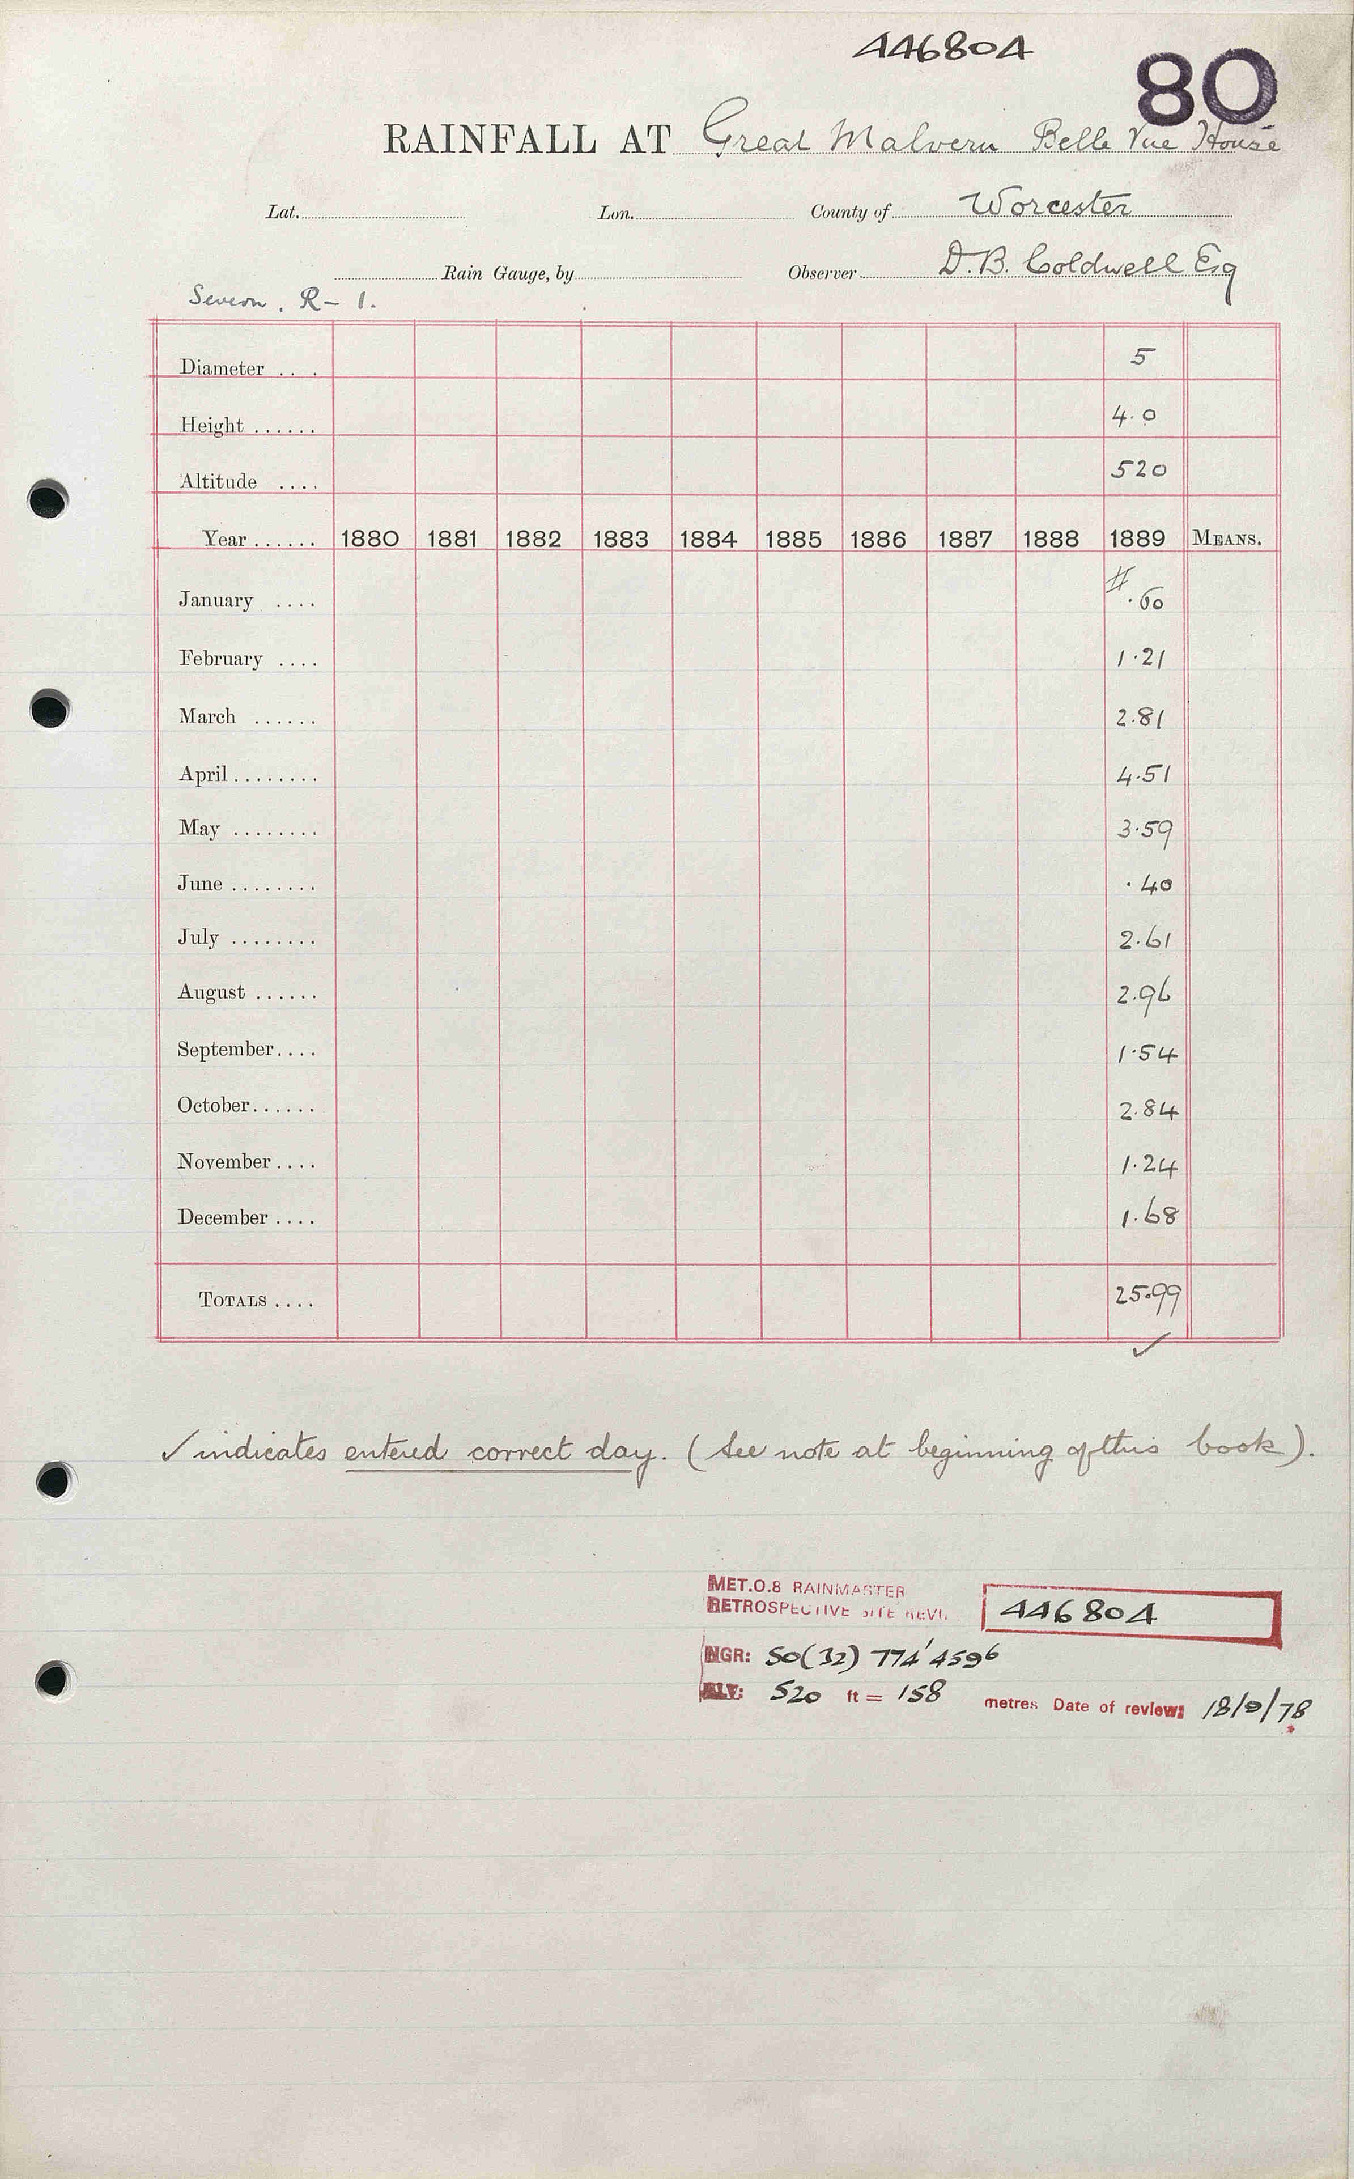 446804
80
RAINFALL AT Great Malvern Belle Vue House
Lat. Lon. County of Worcester
Rain Gauge, by Observer D.B. Coldwell Esq
Severn. R- 1.
Diameter .. . 5
Height ...... 4.0
Altitude .... 520
Year ...... 1880 1881 1882 1883 1884 1885 1886 1887 1888 1889 MEANS.
#
January .... .60
February .... 1.21
March ...... 2.81
April ........ 4.51
May ........ 3.59
June ........ .40
July ........ 2.61
August ...... 2.96
September .... 1.54
October ...... 2.84
November .... 1.24
December .... 1.68
TOTALS .... 25.99
✓
✓ indicates entered correct day. (See note at beginning of this book).
MET.O.8 RAINMASTER
RETROSPECTIVE SITE REVI. 446804
NGR: SO(32) 774'4596
ALT: 520 ft = 158 metres Date of review: 18/9/78